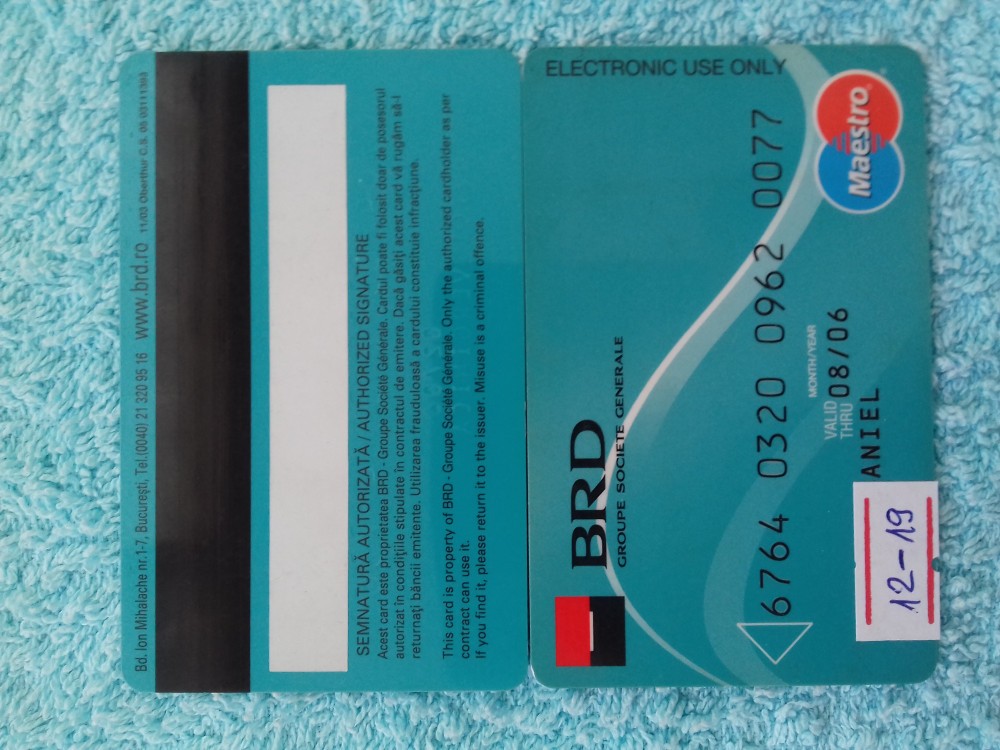 Bd. Ion Mihalache nr.1-7, Bucureşti, Tel.(0040) 21 320 95 16 www.brd.ro 11/03 Oberthur C.S.
SEMNATURĂ AUTORIZATĂ / AUTHORIZED SIGNATURE
Acest card este proprietatea BRD - Groupe Société Générale. Cardul poate fi folosit doar de posesorul
autorizat în condiţiile stipulate în contractul de emitere. Dacă găsiţi acest card vă rugăm să-l
returnaţi băncii emitente. Utilizarea frauduloasă a cardului constituie infracţiune.
This card is property of BRD - Groupe Société Générale. Only the authorized cardholder as per
contract can use it.
If you find it, please return it to the issuer. Misuse is a criminal offence.
ELECTRONIC USE ONLY
BRD
GROUPE SOCIETE GENERALE
6764 0320 0962 0077
MONTH/YEAR
VALID
THRU 08/06
ANIEL
Maestro
12-19